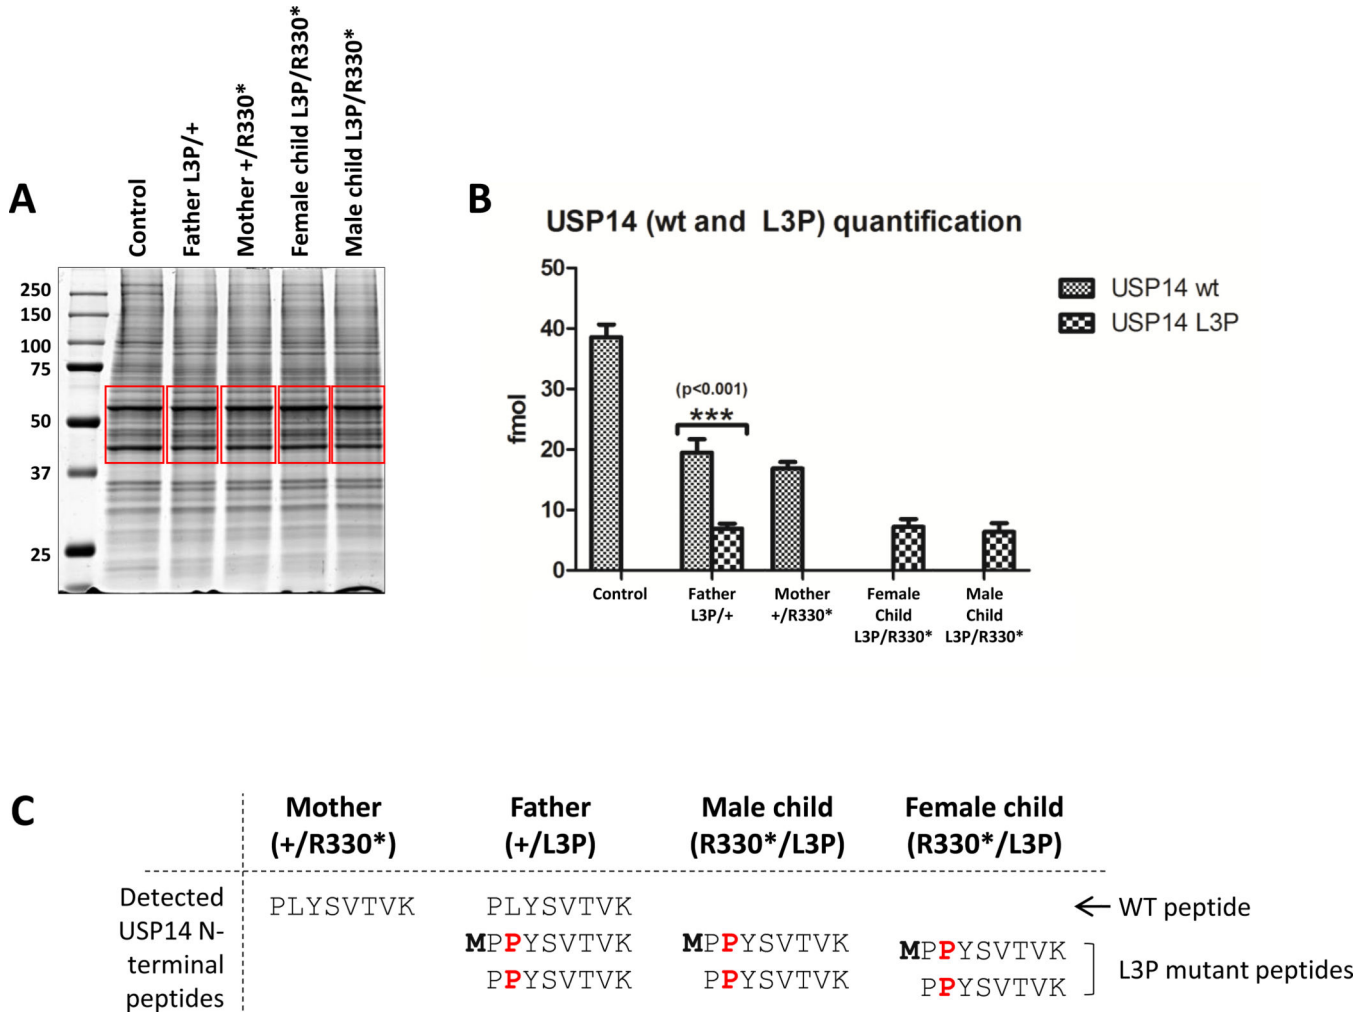 A
Control
Father L3P/+
Mother +/R330*
Female child L3P/R330*
Male child L3P/R330*
250
150
100
75
50
37
25
B
USP14 (wt and L3P) quantification
50
40
30
20
10
0
fmol
(p<0.001)
***
USP14 wt
USP14 L3P
Control
Father
L3P/+
Mother
+/R330*
Female
Child
L3P/R330*
Male
Child
L3P/R330*
C
Mother
(+/R330*)
Father
(+/L3P)
Male child
(R330*/L3P)
Female child
(R330*/L3P)
Detected
USP14 N-
terminal
peptides
PLYSVTVK
PLYSVTVK
MPPYSVTVK
PPYSVTVK
MPPYSVTVK
PPYSVTVK
MPPYSVTVK
PPYSVTVK
WT peptide
L3P mutant peptides